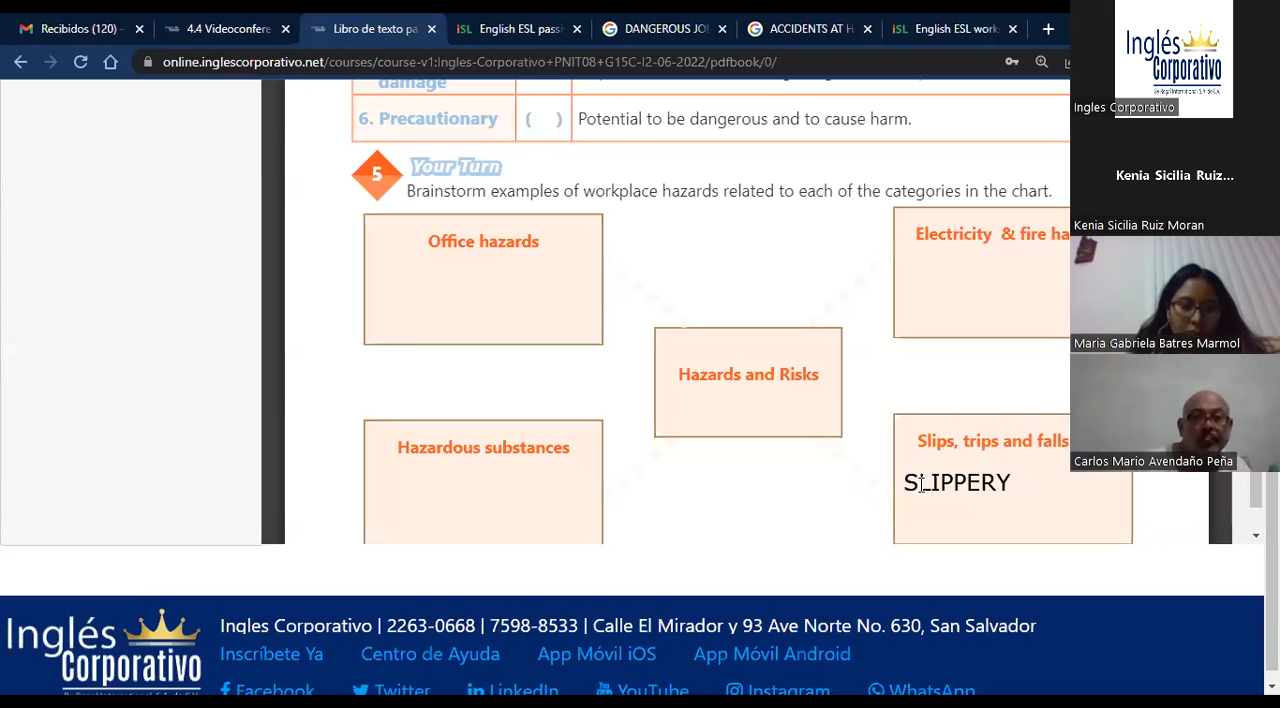 Recibidos (120) -
4.4 Videoconfere
Libro de texto pa
iSL English ESL passi
DANGEROUS JO
ACCIDENTS AT H
iSL English ESL work
online.inglescorporativo.net/courses/course-v1:Ingles-Corporativo+PNIT08+G15C-I2-06-2022/pdfbook/0/
damage
6. Precautionary ( ) Potential to be dangerous and to cause harm.
5 Your Turn
Brainstorm examples of workplace hazards related to each of the categories in the chart.
Office hazards
Electricity & fire ha
Hazards and Risks
Hazardous substances
Slips, trips and falls
SLIPPERY
Inglés
Corporativo
Ingles Corporativo
Kenia Sicilia Ruiz...
Kenia Sicilia Ruiz Moran
Maria Gabriela Batres Marmol
Carlos Mario Avendaño Peña
Inglés
Corporativo
Ingles Corporativo | 2263-0668 | 7598-8533 | Calle El Mirador y 93 Ave Norte No. 630, San Salvador
Inscríbete Ya Centro de Ayuda App Móvil iOS App Móvil Android
Facebook Twitter LinkedIn YouTube Instagram WhatsApp